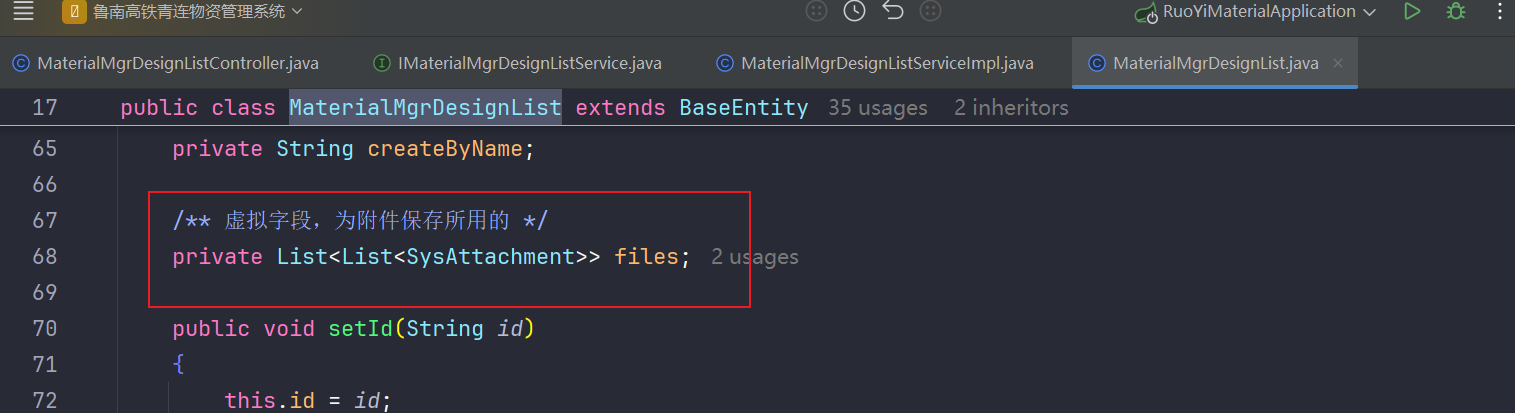 鲁南高铁青连物资管理系统
RuoYiMaterialApplication
MaterialMgrDesignListController.java
IMaterialMgrDesignListService.java
MaterialMgrDesignListServiceImpl.java
MaterialMgrDesignList.java
17 public class MaterialMgrDesignList extends BaseEntity 35 usages 2 inheritors
65 private String createByName;
66
67 /** 虚拟字段，为附件保存所用的 */
68 private List<List<SysAttachment>> files; 2 usages
69
70 public void setId(String id)
71 {
72 this.id = id;